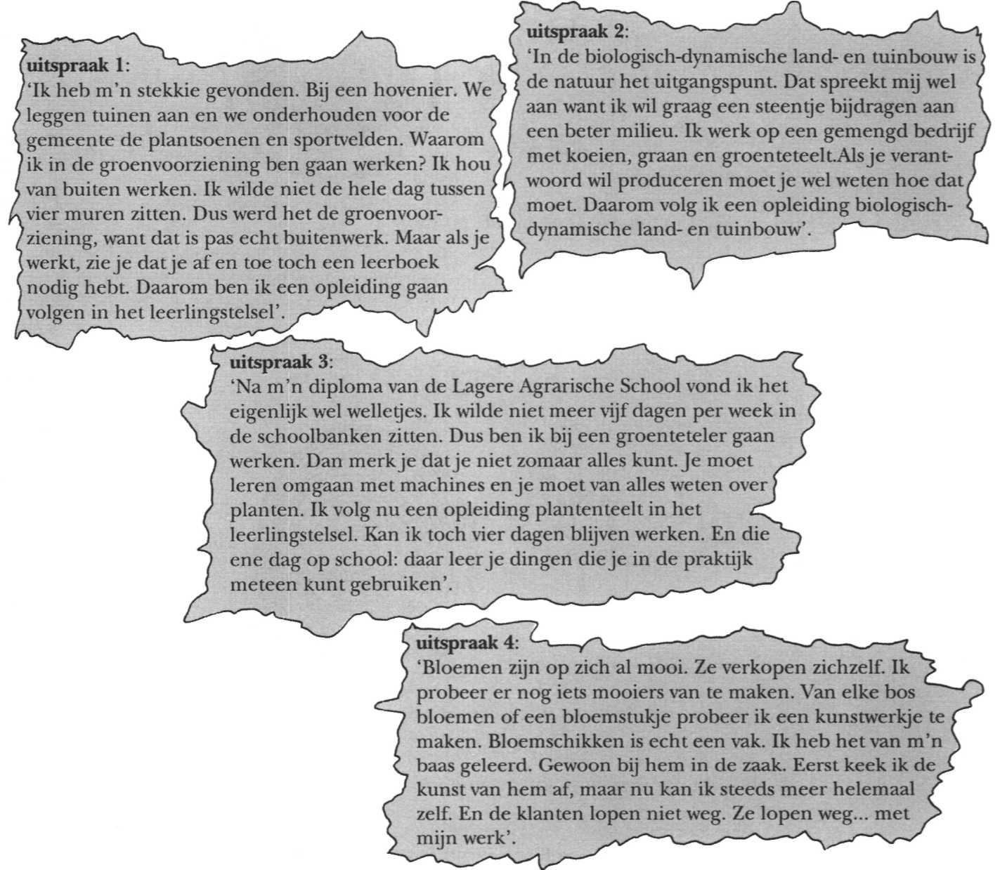 uitspraak 1:
‘Ik heb m’n stekkie gevonden. Bij een hovenier. We
leggen tuinen aan en we onderhouden voor de
gemeente de plantsoenen en sportvelden. Waarom
ik in de groenvoorziening ben gaan werken? Ik hou
van buiten werken. Ik wilde niet de hele dag tussen
vier muren zitten. Dus werd het de groenvoor-
ziening, want dat is pas echt buitenwerk. Maar als je
werkt, zie je dat je af en toe toch een leerboek
nodig hebt. Daarom ben ik een opleiding gaan
volgen in het leerlingstelsel’.
uitspraak 2:
‘In de biologisch-dynamische land- en tuinbouw is
de natuur het uitgangspunt. Dat spreekt mij wel
aan want ik wil graag een steentje bijdragen aan
een beter milieu. Ik werk op een gemengd bedrijf
met koeien, graan en groenteteelt.Als je verant-
woord wil produceren moet je wel weten hoe dat
moet. Daarom volg ik een opleiding biologisch-
dynamische land- en tuinbouw’.
uitspraak 3:
‘Na m’n diploma van de Lagere Agrarische School vond ik het
eigenlijk wel welletjes. Ik wilde niet meer vijf dagen per week in
de schoolbanken zitten. Dus ben ik bij een groenteteler gaan
werken. Dan merk je dat je niet zomaar alles kunt. Je moet
leren omgaan met machines en je moet van alles weten over
planten. Ik volg nu een opleiding plantenteelt in het
leerlingstelsel. Kan ik toch vier dagen blijven werken. En die
ene dag op school: daar leer je dingen die je in de praktijk
meteen kunt gebruiken’.
uitspraak 4:
‘Bloemen zijn op zich al mooi. Ze verkopen zichzelf. Ik
probeer er nog iets mooiers van te maken. Van elke bos
bloemen of een bloemstukje probeer ik een kunstwerkje te
maken. Bloemschikken is echt een vak. Ik heb het van m’n
baas geleerd. Gewoon bij hem in de zaak. Eerst keek ik de
kunst van hem af, maar nu kan ik steeds meer helemaal
zelf. En de klanten lopen niet weg. Ze lopen weg... met
mijn werk’.